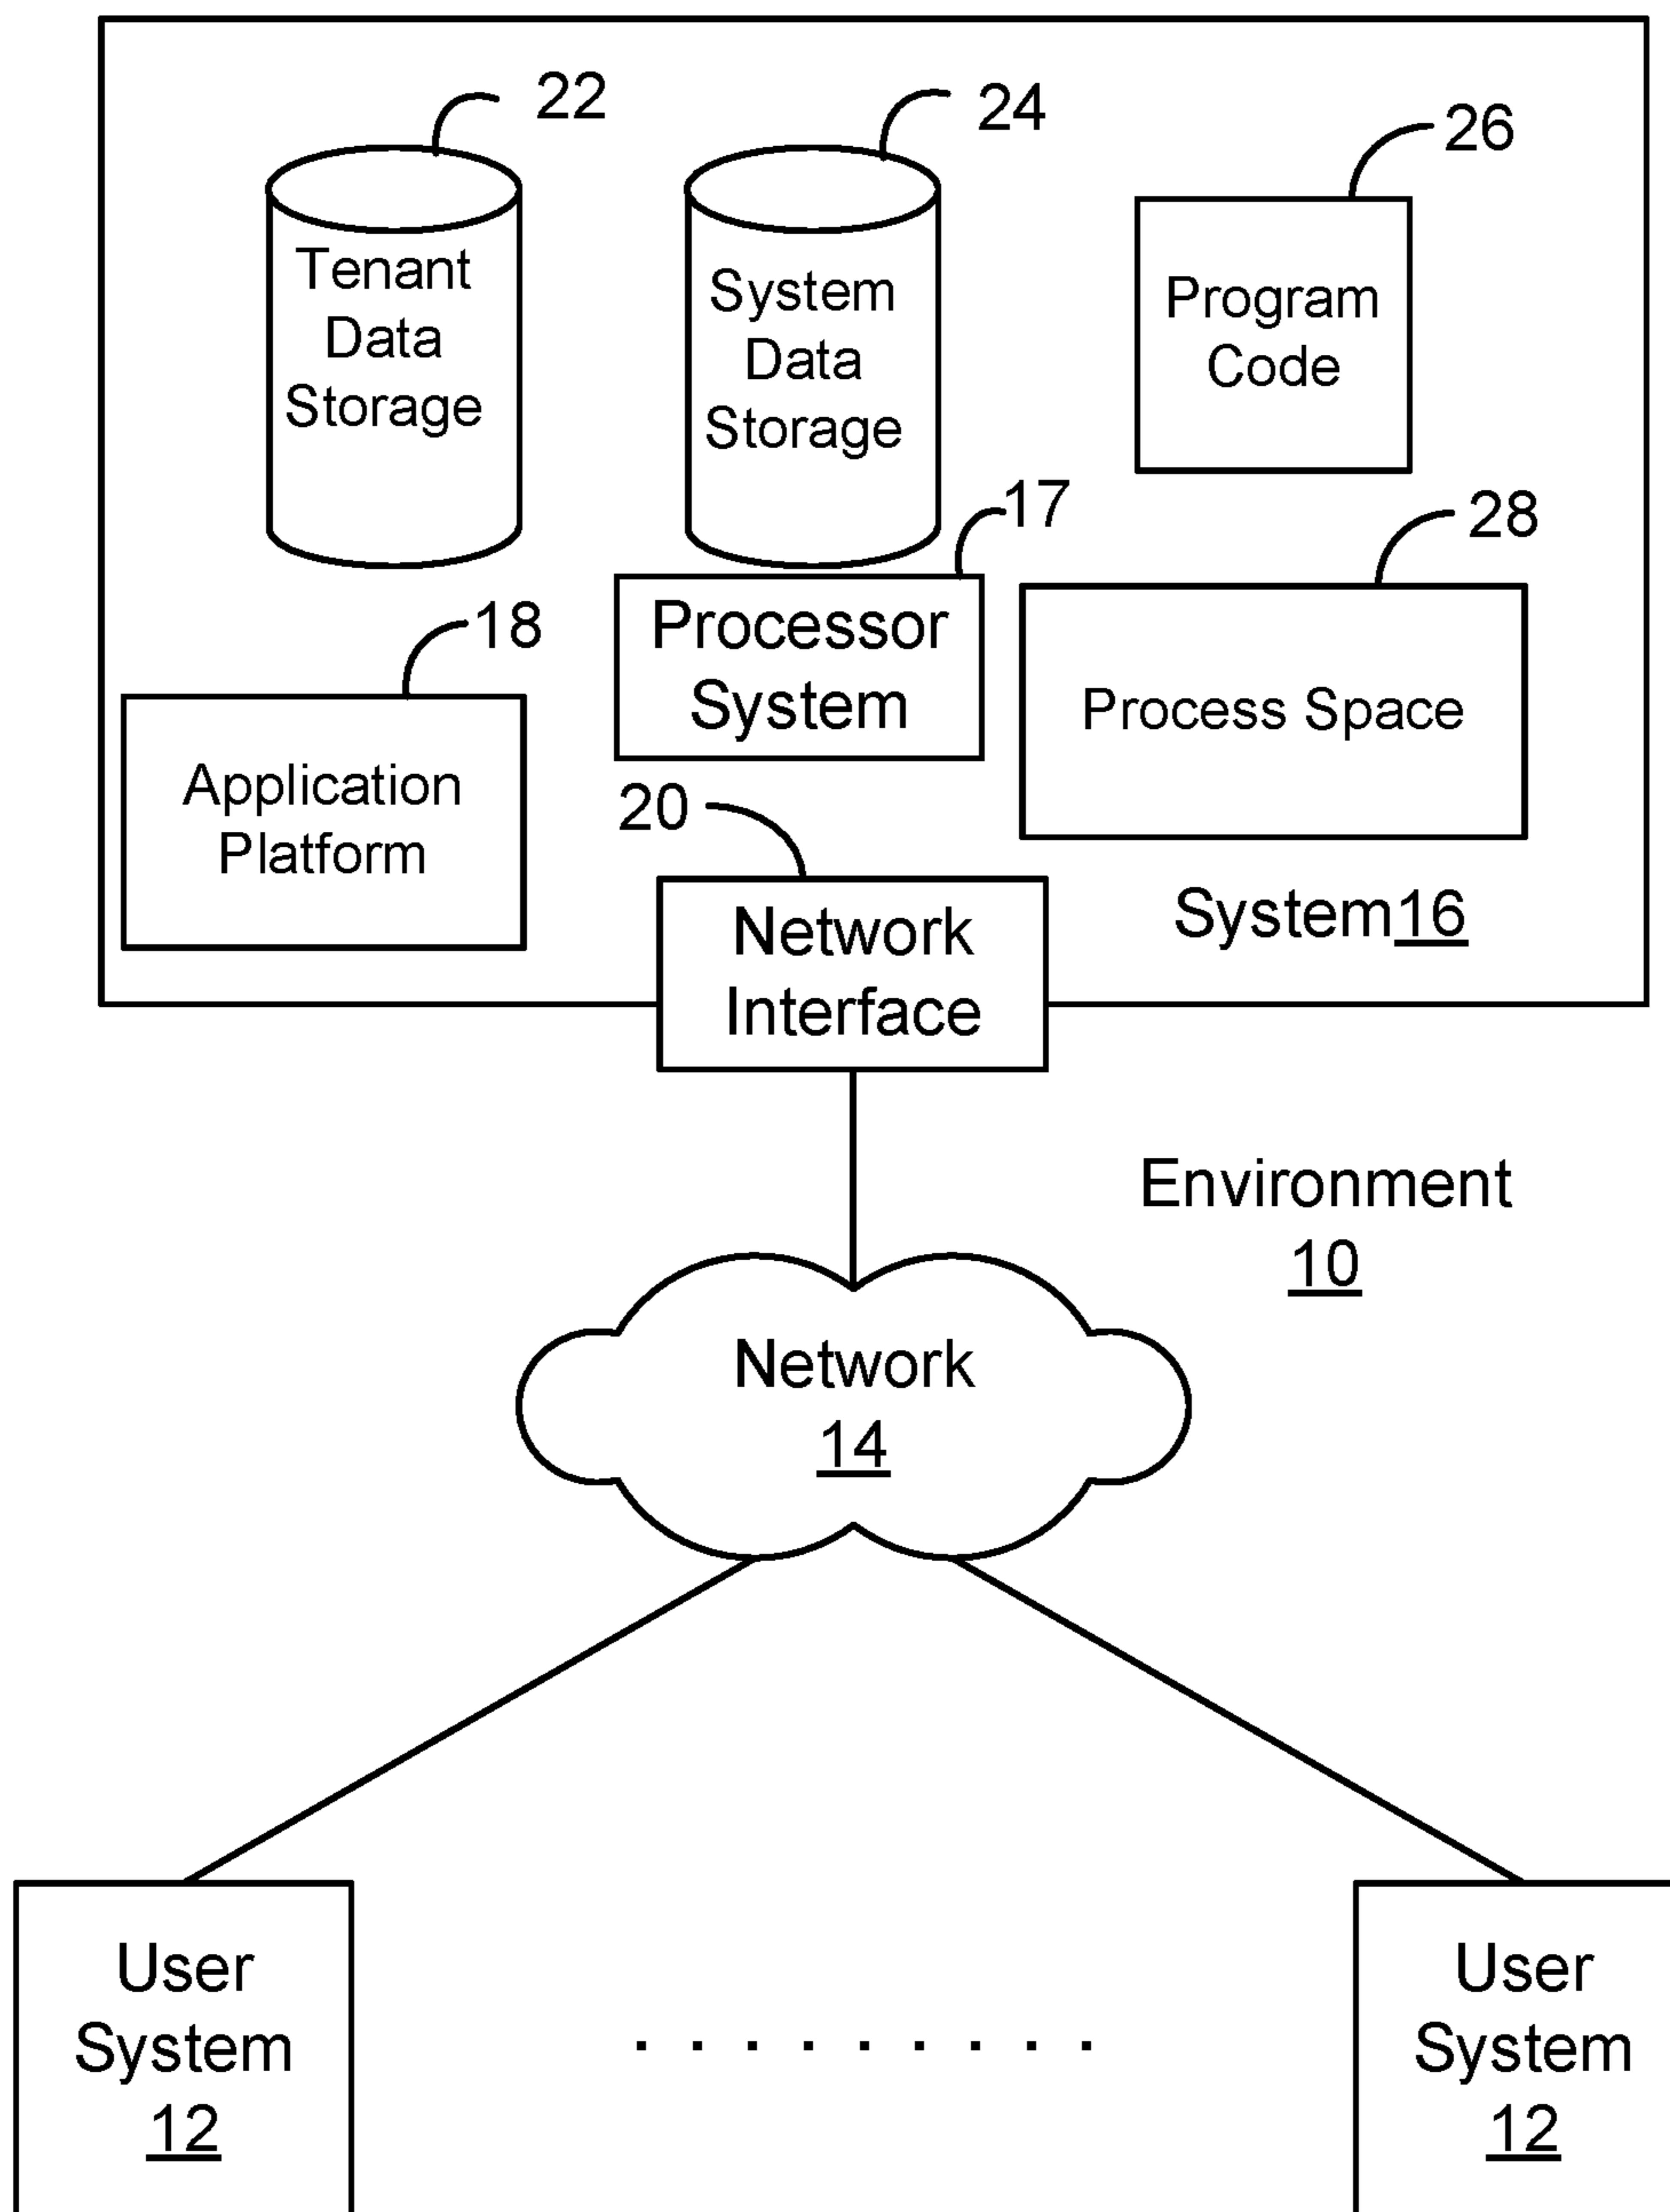 22
24
26
Tenant
Data
Storage
System
Data
Storage
Program
Code
17
28
18
Processor
System
Process Space
Application
Platform
20
Network
Interface
System16
Environment
10
Network
14
User
System
12
. . . . . . . . .
User
System
12